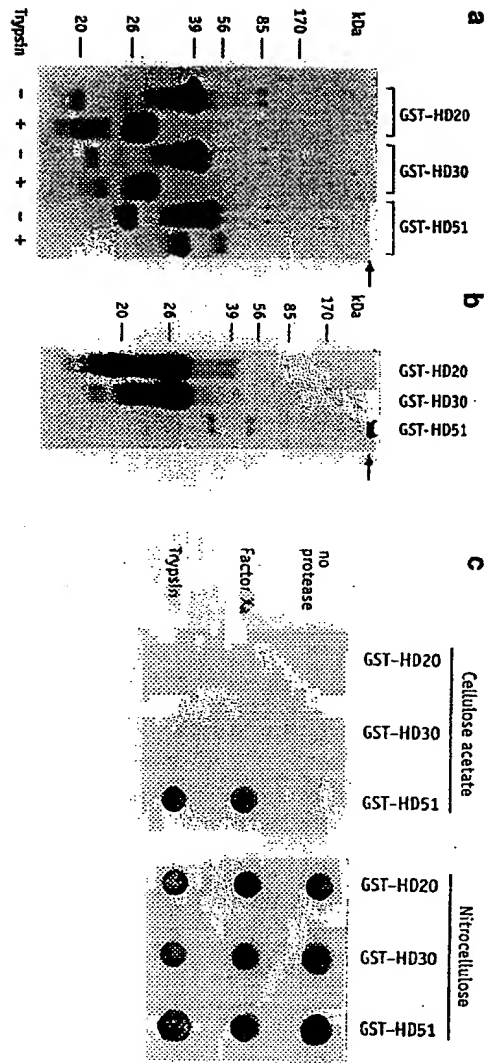 a
kDa
170 —
85 —
56 —
39 —
26 —
20 —
Trypsin
GST-HD20
GST-HD30
GST-HD51
- + - + - +
b
kDa
170 —
85 —
56 —
39 —
26 —
20 —
GST-HD20
GST-HD30
GST-HD51
c
Cellulose acetate
Nitrocellulose
GST-HD20
GST-HD30
GST-HD51
GST-HD20
GST-HD30
GST-HD51
no
protease
Factor Xa
Trypsin